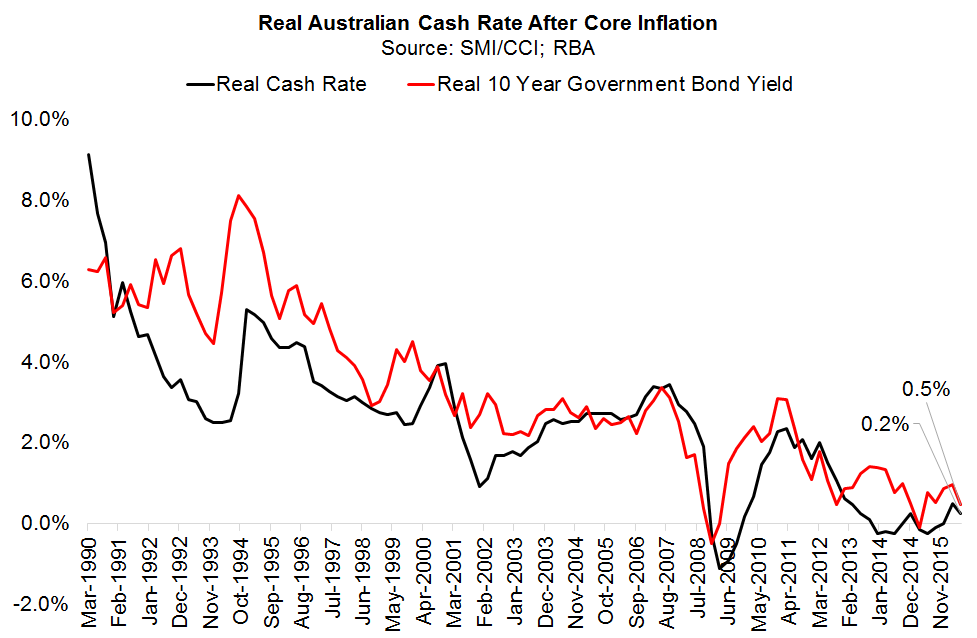 Real Australian Cash Rate After Core Inflation
Source: SMI/CCI; RBA
Real Cash Rate
Real 10 Year Government Bond Yield
10.0%
8.0%
6.0%
4.0%
2.0%
0.0%
-2.0%
0.5%
0.2%
Mar-1990
Feb-1991
Jan-1992
Dec-1992
Nov-1993
Oct-1994
Sep-1995
Aug-1996
Jul-1997
Jun-1998
May-1999
Apr-2000
Mar-2001
Feb-2002
Jan-2003
Dec-2003
Nov-2004
Oct-2005
Sep-2006
Aug-2007
Jul-2008
Jun-2009
May-2010
Apr-2011
Mar-2012
Feb-2013
Jan-2014
Dec-2014
Nov-2015